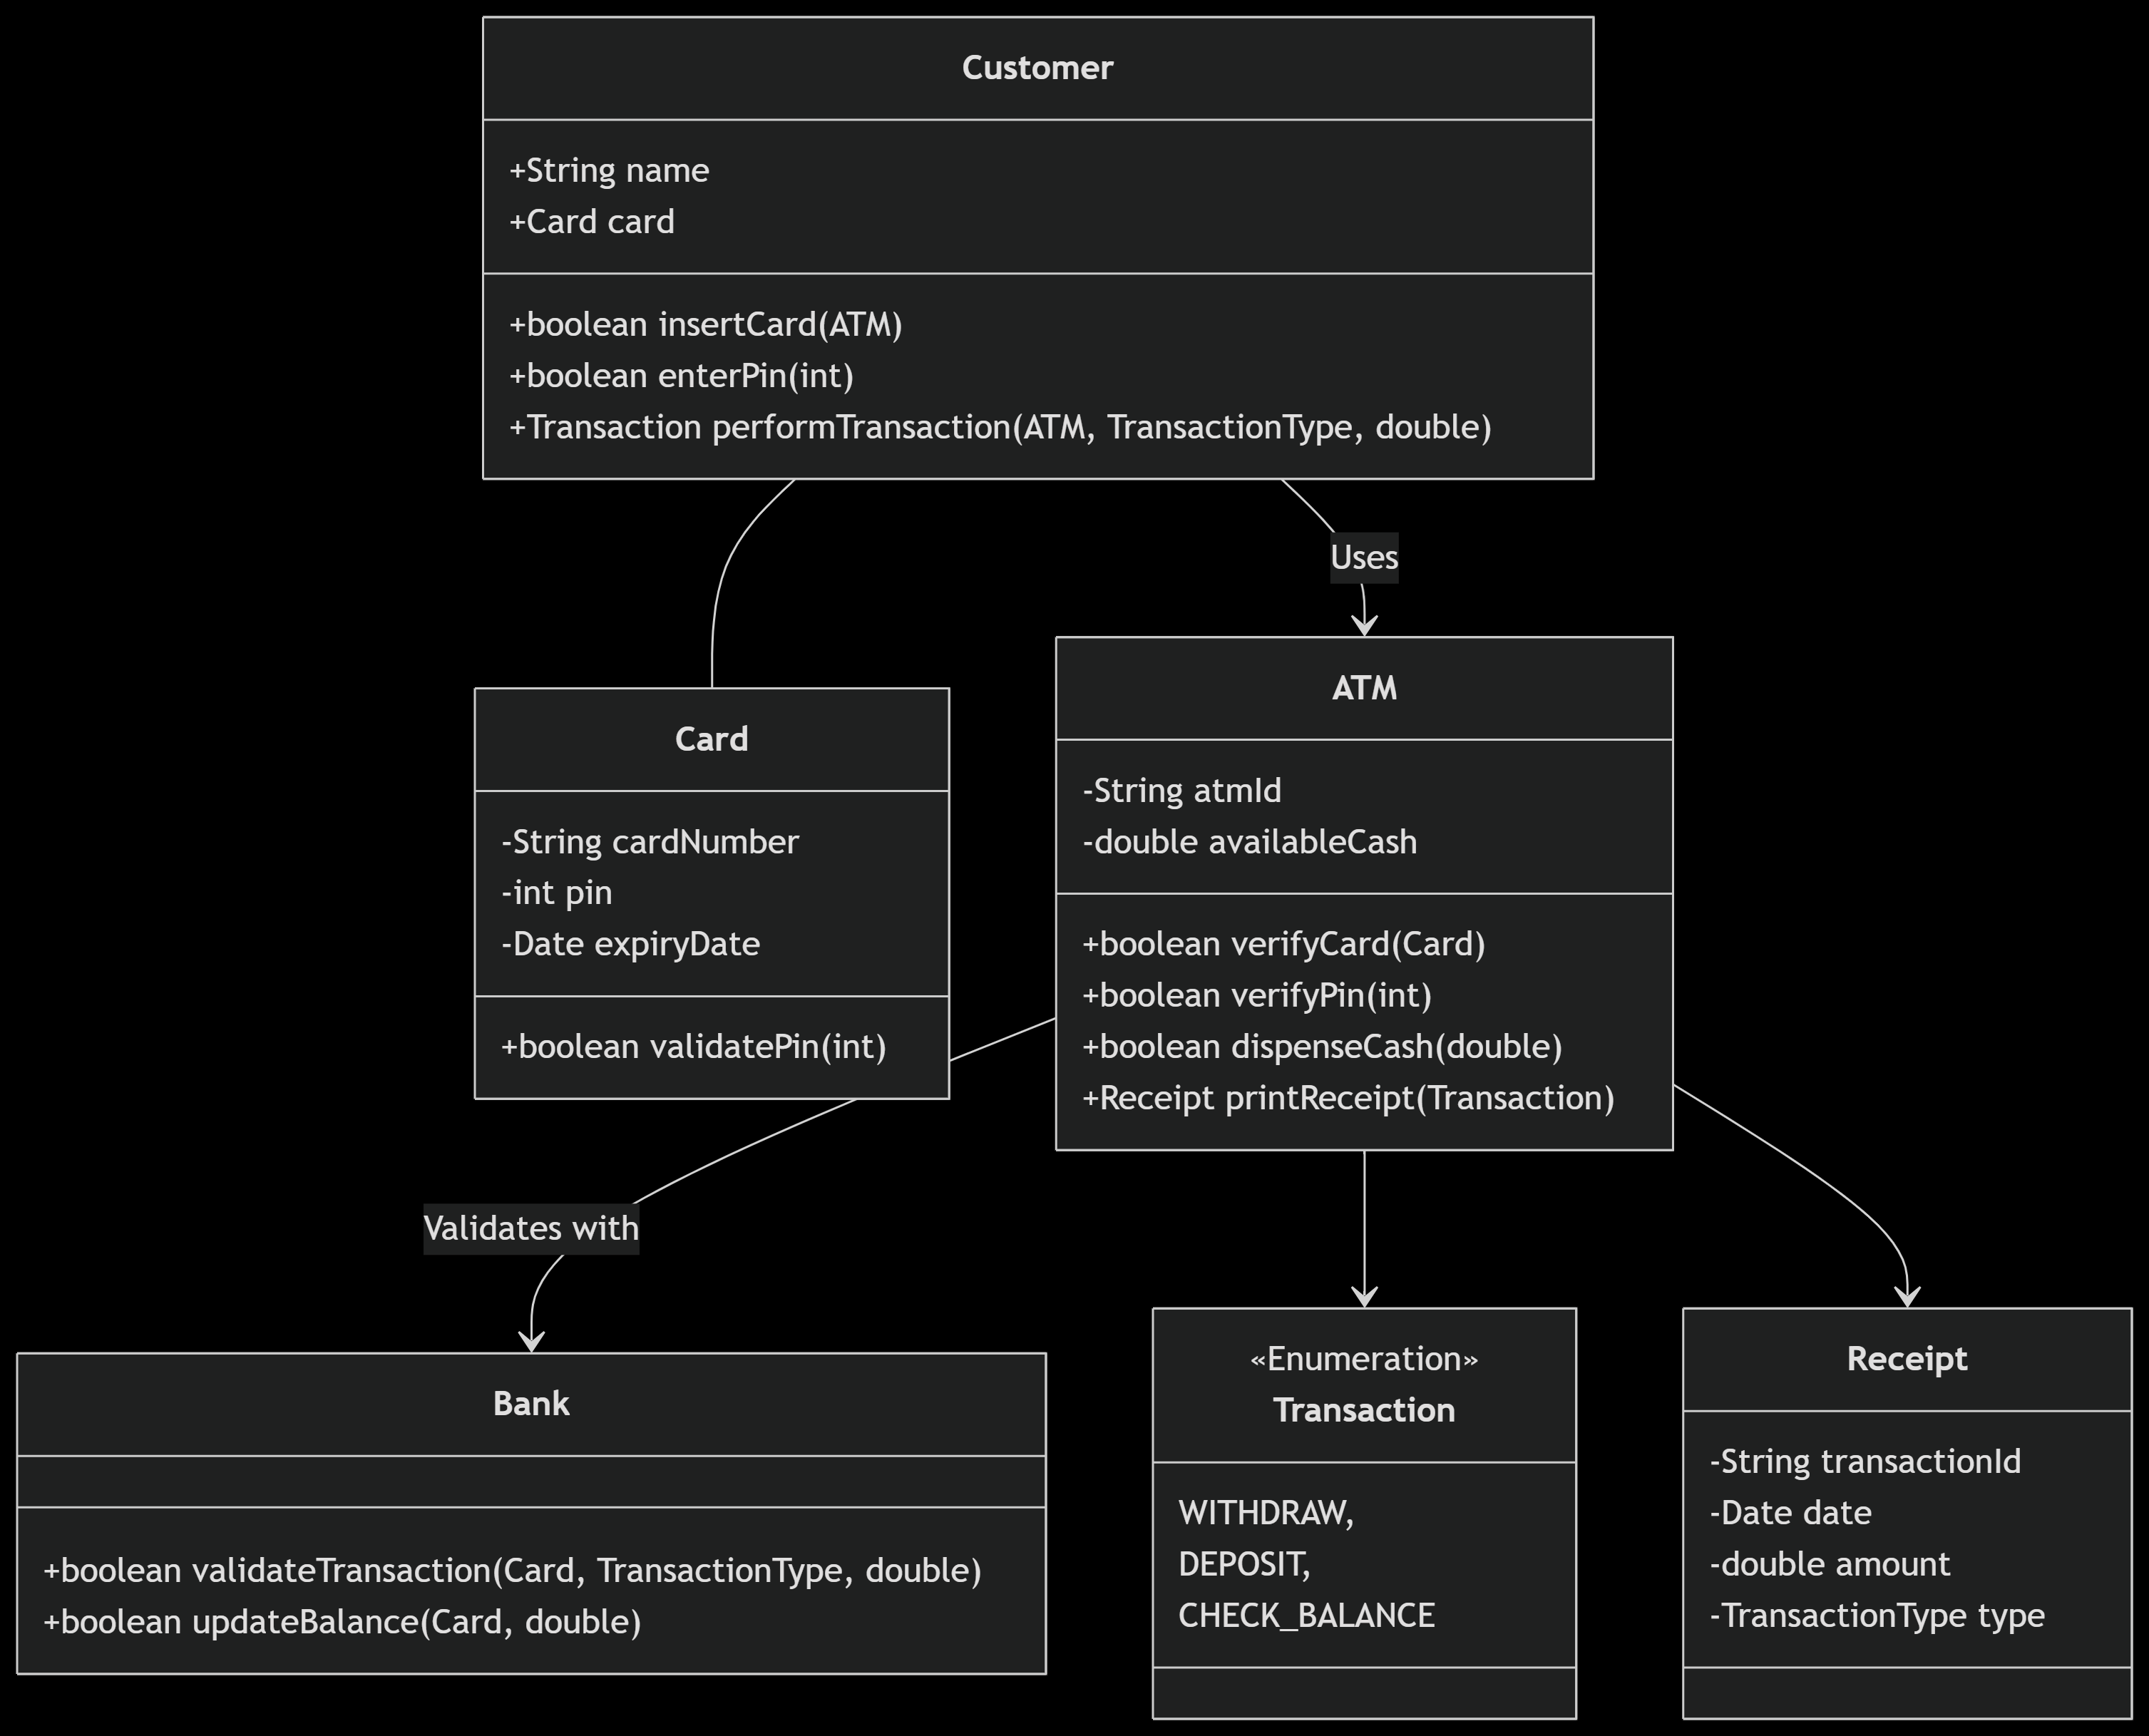 Customer
+String name
+Card card
+boolean insertCard(ATM)
+boolean enterPin(int)
+Transaction performTransaction(ATM, TransactionType, double)
Uses
Card
-String cardNumber
-int pin
-Date expiryDate
+boolean validatePin(int)
ATM
-String atmId
-double availableCash
+boolean verifyCard(Card)
+boolean verifyPin(int)
+boolean dispenseCash(double)
+Receipt printReceipt(Transaction)
Validates with
Bank
+boolean validateTransaction(Card, TransactionType, double)
+boolean updateBalance(Card, double)
«Enumeration»
Transaction
WITHDRAW,
DEPOSIT,
CHECK_BALANCE
Receipt
-String transactionId
-Date date
-double amount
-TransactionType type